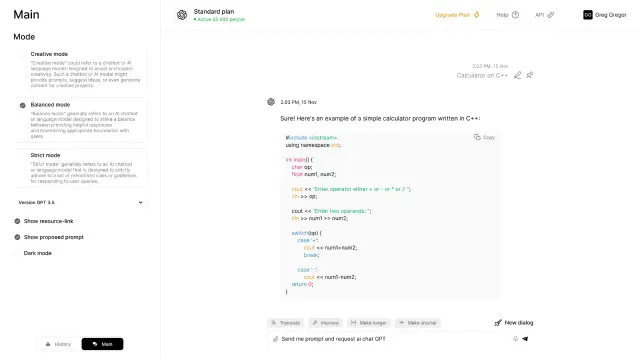 Main
Mode
Creative mode
"Creative mode" could refer to a chatbot or AI
language model designed to assist and inspire
creativity. Such a chatbot or AI model might
provide prompts, suggest ideas, or even generate
content for creative projects.
Balanced mode
"Balance mode" generally refers to an AI chatbot
or language model designed to strike a balance
between providing helpful responses
and maintaining appropriate boundaries with
users.
Strict mode
"Strict mode" generally refers to an AI chatbot
or language model that is designed to strictly
adhere to a set of predefined rules or guidelines
for responding to user queries.
Version GPT 3.5
Show resource-link
Show proposed prompt
Dark mode
History
Main
Standard plan
Active 35 000 people
Upgrade Plan
Help
API
Greg Gregor
2.03 PM, 15 Nov
Calculator on C++
2.03 PM, 15 Nov
Sure! Here's an example of a simple calculator program written in C++:
Copy
#include <iostream>
using namespace std;
int main() {
char op;
float num1, num2;
cout << "Enter operator either + or - or * or /: ";
cin >> op;
cout << "Enter two operands: ";
cin >> num1 >> num2;
switch(op) {
case '+':
cout << num1+num2;
break;
case '-':
cout << num1-num2;
return 0;
}
Translate
Improve
Make longer
Make shorter
New dialog
Send me prompt and request ai chat GPT